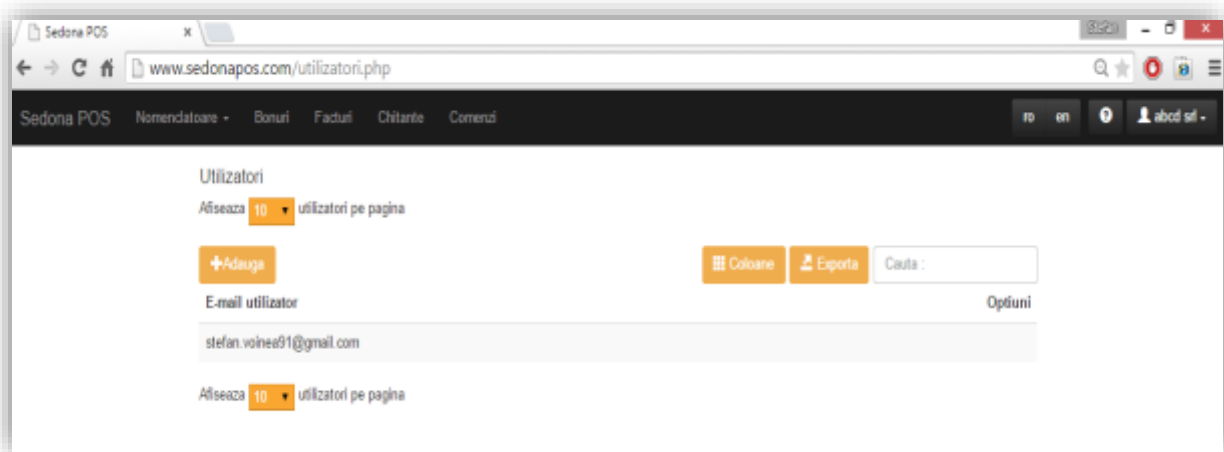 Sedona POS
www.sedonapos.com/utilizatori.php
Sedona POS Nomenclatoare Bonuri Facturi Chitante Comenzi ro en abcd srl
Utilizatori
Afiseaza 10 utilizatori pe pagina
+Adauga Coloane Exporta Cauta :
E-mail utilizator Optiuni
stefan.voinea91@gmail.com
Afiseaza 10 utilizatori pe pagina